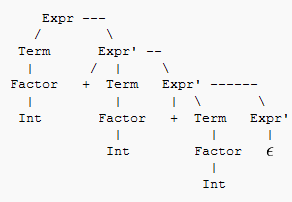 Expr ---
/ \
Term Expr' --
| / | \
Factor + Term Expr' ------
| | | \ \
Int Factor + Term Expr'
| | |
Int Factor ϵ
|
Int